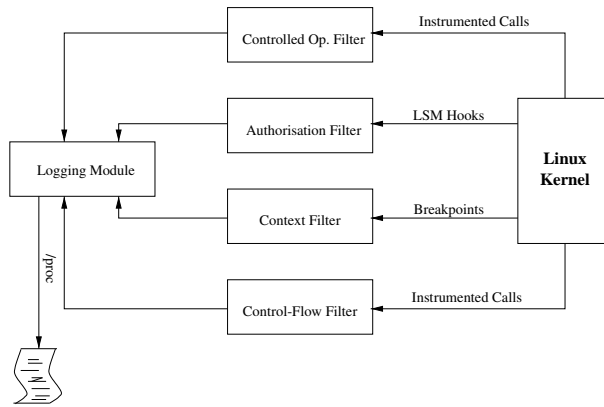 Controlled Op. Filter
Instrumented Calls
Authorisation Filter
LSM Hooks
Logging Module
Linux
Kernel
Context Filter
Breakpoints
/proc
Control-Flow Filter
Instrumented Calls